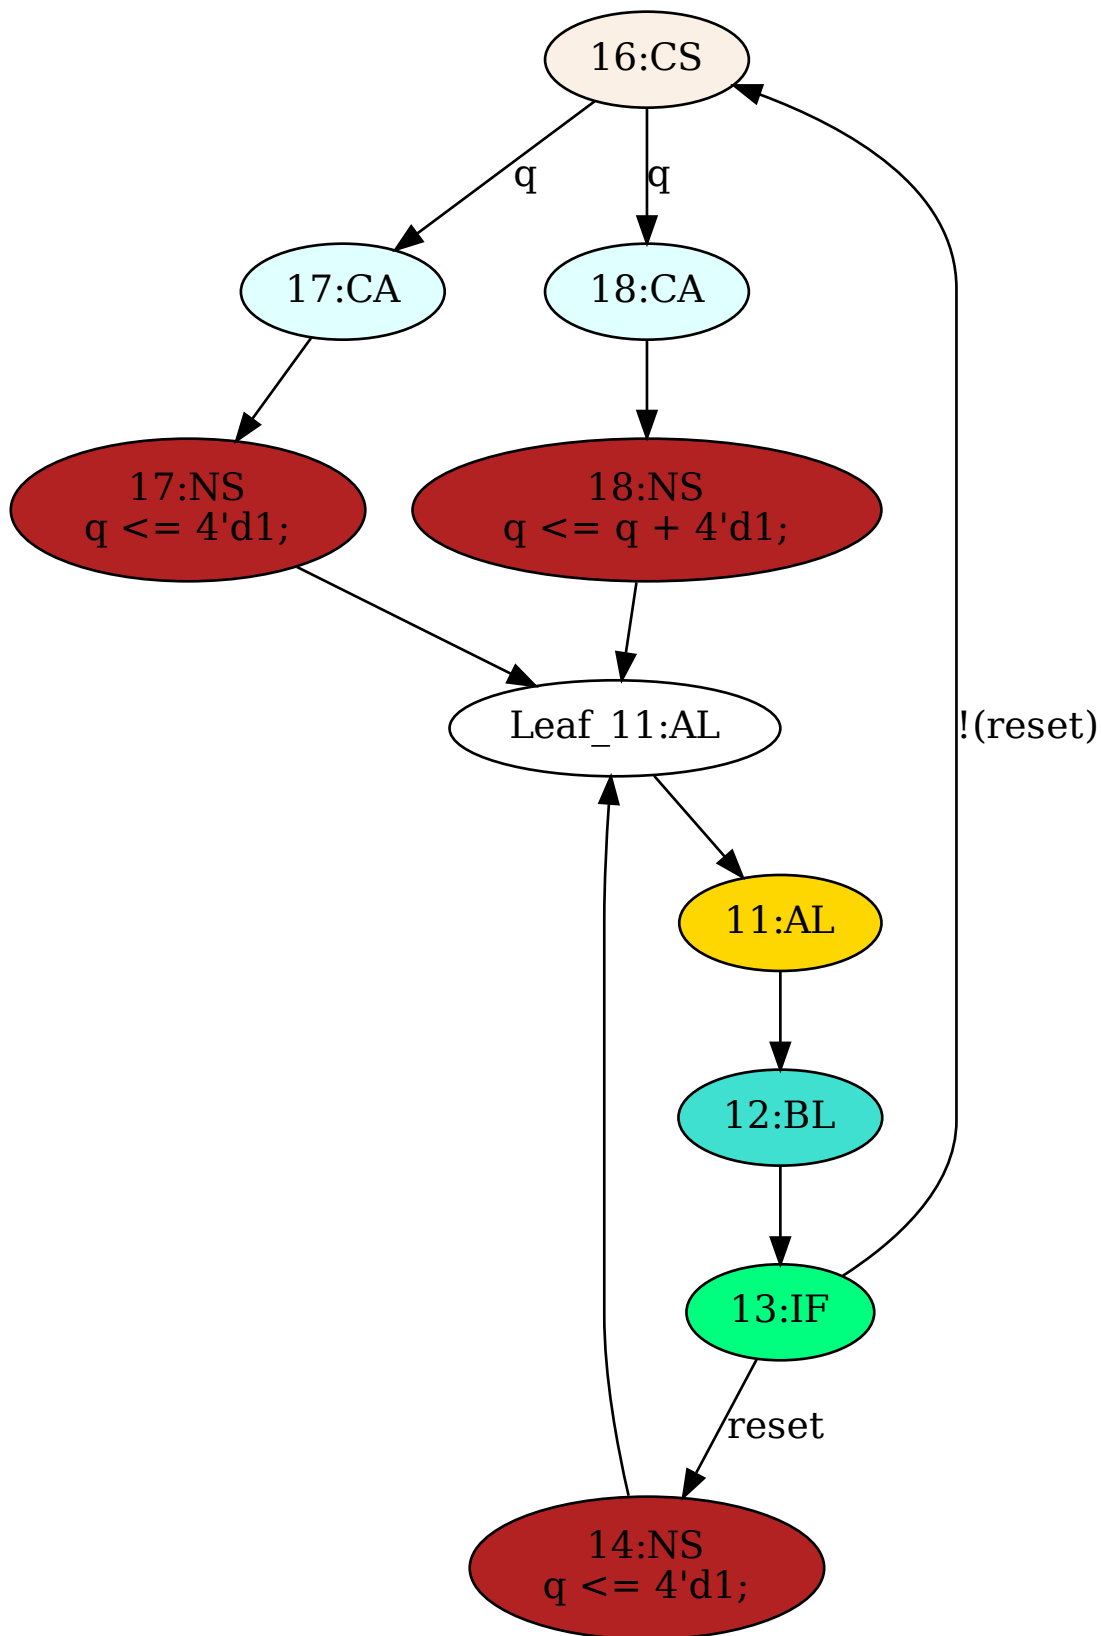 16:CS
q
q
17:CA
18:CA
17:NS
q <= 4'd1;
18:NS
q <= q + 4'd1;
Leaf_11:AL
!(reset)
11:AL
12:BL
13:IF
reset
14:NS
q <= 4'd1;